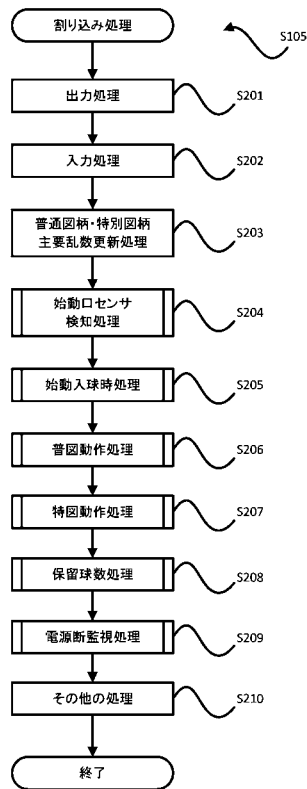 割り込み処理
S105
出力処理
S201
入力処理
S202
普通図柄・特別図柄
主要乱数更新処理
S203
始動口センサ
検知処理
S204
始動入球時処理
S205
普図動作処理
S206
特図動作処理
S207
保留球数処理
S208
電源断監視処理
S209
その他の処理
S210
終了